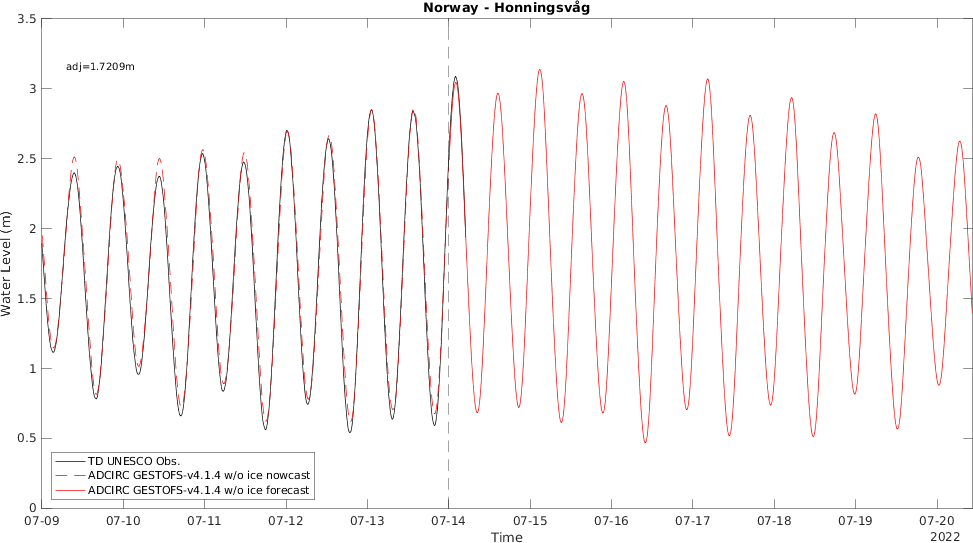 Norway - Honningsvåg
3.5
adj=1.7209m
3
2.5
2
1.5
1
0.5
0
Water Level (m)
TD UNESCO Obs.
ADCIRC GESTOFS-v4.1.4 w/o ice nowcast
ADCIRC GESTOFS-v4.1.4 w/o ice forecast
07-09 07-10 07-11 07-12 07-13 07-14 07-15 07-16 07-17 07-18 07-19 07-20
Time
2022